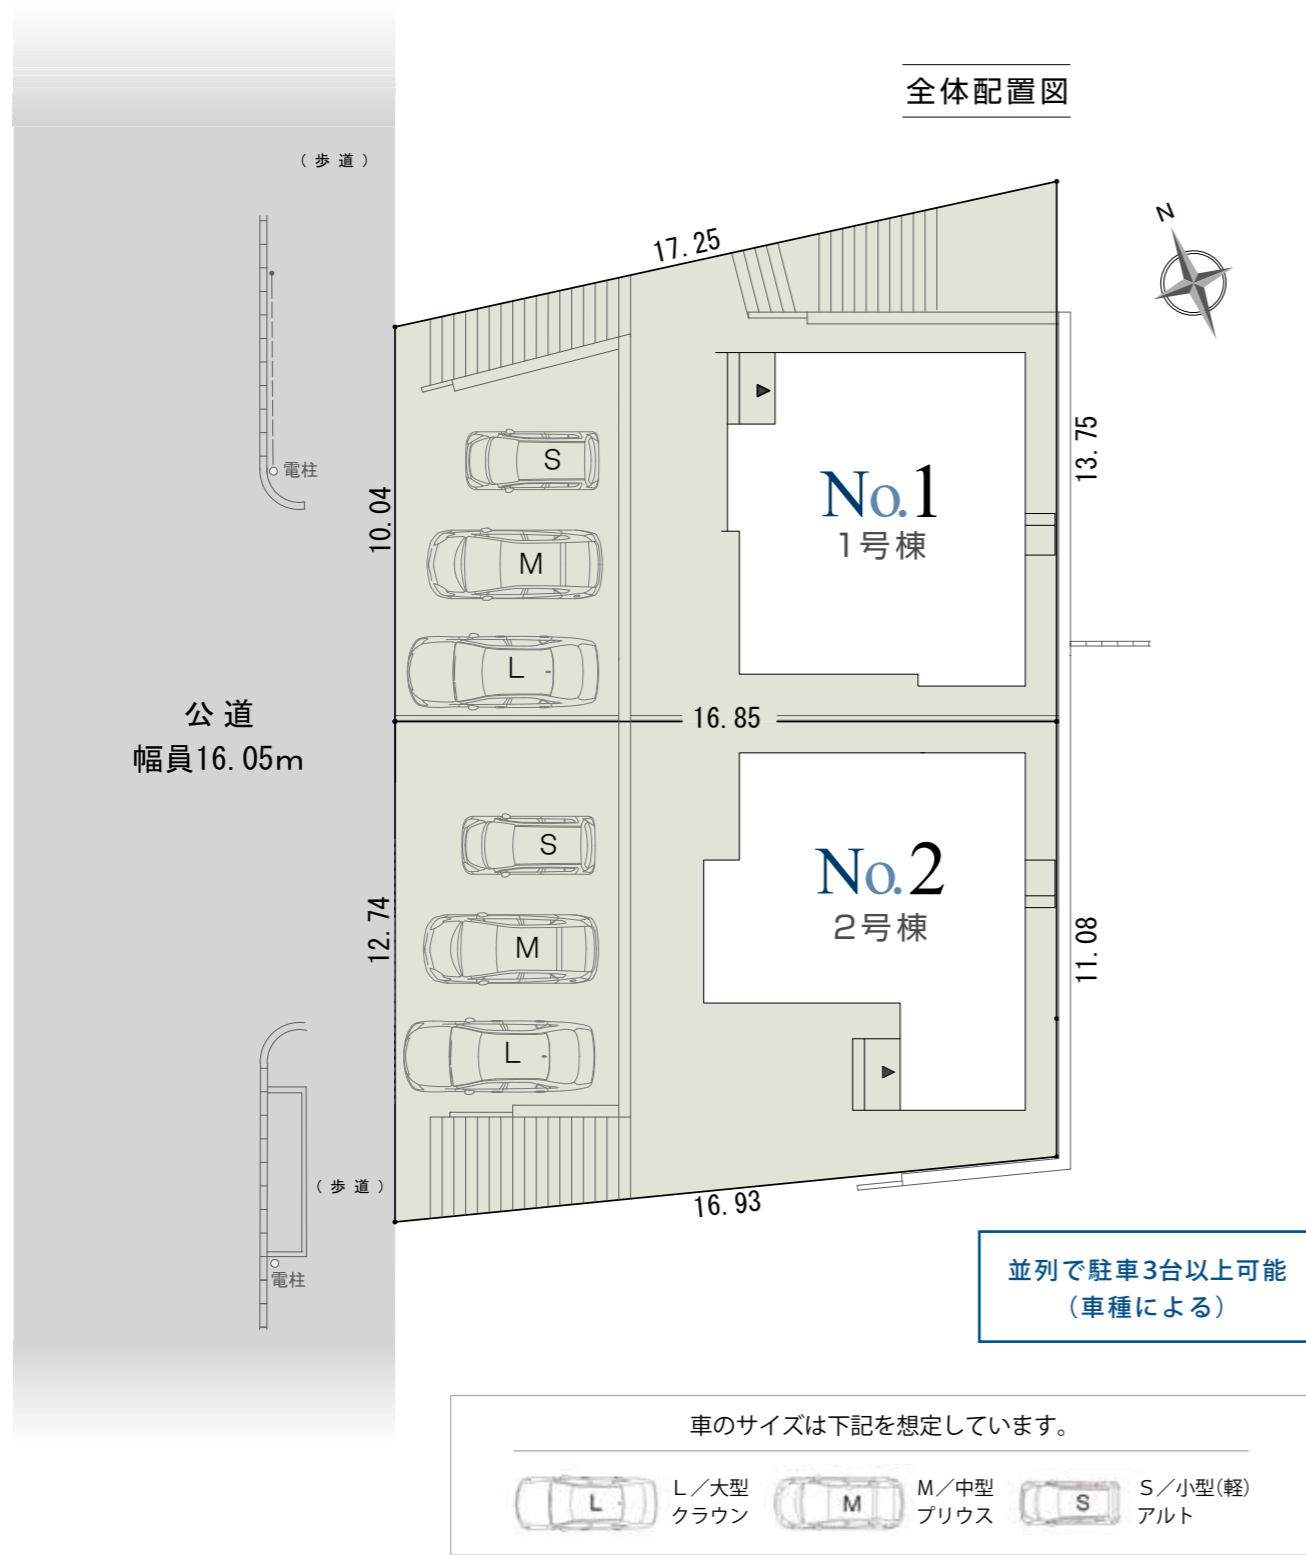 全体配置図
（歩道）
N
17.25
13.75
10.04
電柱
S
M
L
No.1
1号棟
公道
幅員16.05m
16.85
12.74
S
M
L
No.2
2号棟
11.08
（歩道）
電柱
16.93
並列で駐車3台以上可能
（車種による）
車のサイズは下記を想定しています。
L
L／大型
クラウン
M
M／中型
プリウス
S
S／小型(軽)
アルト